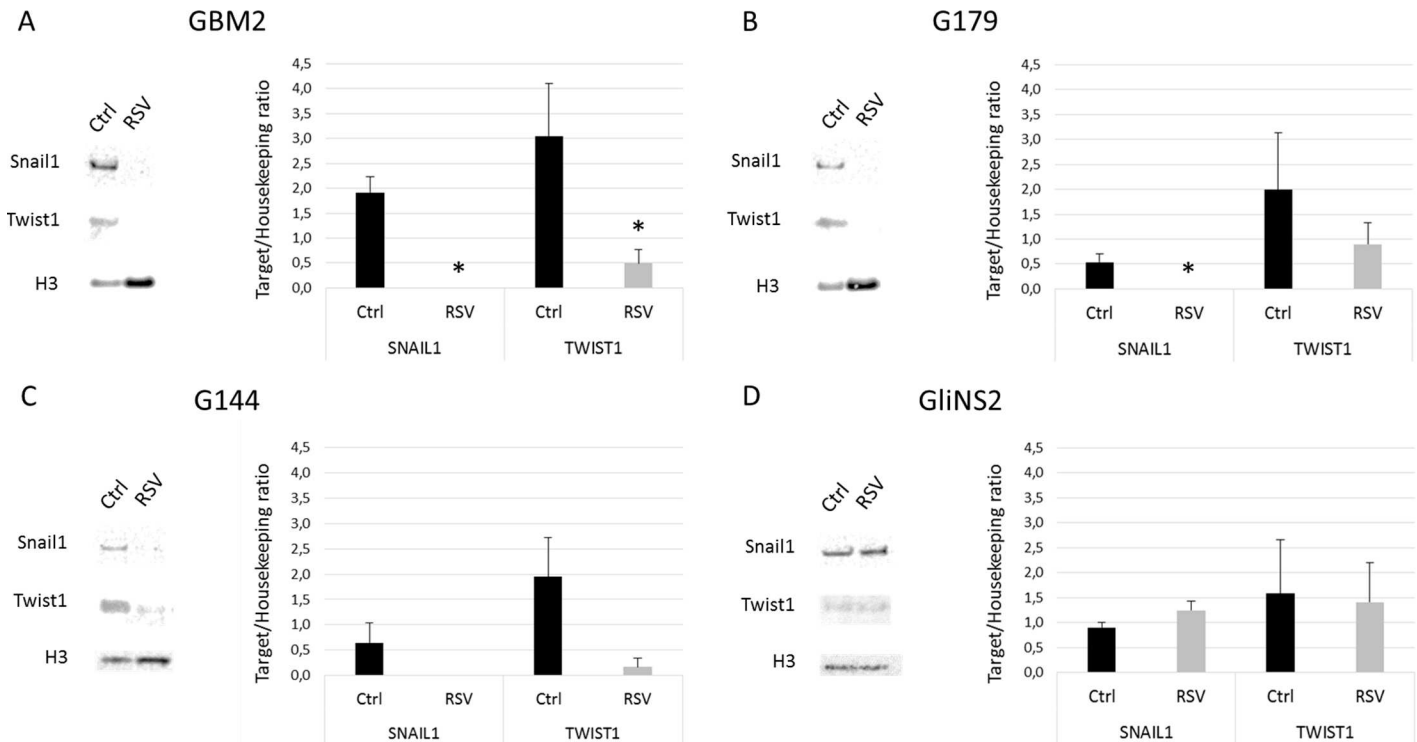 A GBM2
Ctrl RSV
Snail1
Twist1
H3
Target/Housekeeping ratio
4,5
4,0
3,5
3,0
2,5
2,0
1,5
1,0
0,5
0,0
*
*
Ctrl RSV Ctrl RSV
SNAIL1 TWIST1
B G179
Ctrl RSV
Snail1
Twist1
H3
Target/Housekeeping ratio
4,5
4,0
3,5
3,0
2,5
2,0
1,5
1,0
0,5
0,0
*
Ctrl RSV Ctrl RSV
SNAIL1 TWIST1
C G144
Ctrl RSV
Snail1
Twist1
H3
Target/Housekeeping ratio
4,5
4,0
3,5
3,0
2,5
2,0
1,5
1,0
0,5
0,0
Ctrl RSV Ctrl RSV
SNAIL1 TWIST1
D GliNS2
Ctrl RSV
Snail1
Twist1
H3
Target/Housekeeping ratio
4,5
4,0
3,5
3,0
2,5
2,0
1,5
1,0
0,5
0,0
Ctrl RSV Ctrl RSV
SNAIL1 TWIST1